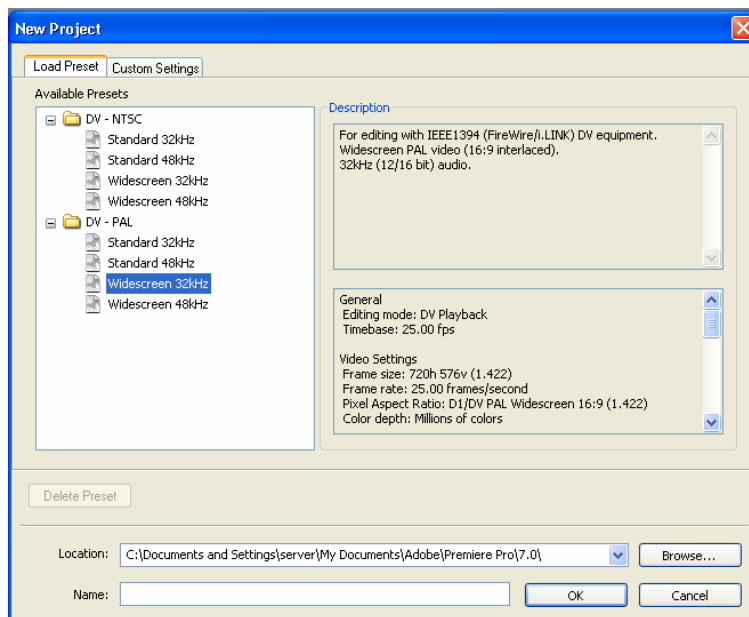 New Project
Load Preset
Custom Settings
Available Presets
DV - NTSC
Standard 32kHz
Standard 48kHz
Widescreen 32kHz
Widescreen 48kHz
DV - PAL
Standard 32kHz
Standard 48kHz
Widescreen 32kHz
Widescreen 48kHz
Description
For editing with IEEE1394 (FireWire/i.LINK) DV equipment.
Widescreen PAL video (16:9 interlaced).
32kHz (12/16 bit) audio.
General
Editing mode: DV Playback
Timebase: 25.00 fps
Video Settings
Frame size: 720h 576v (1.422)
Frame rate: 25.00 frames/second
Pixel Aspect Ratio: D1/DV PAL Widescreen 16:9 (1.422)
Color depth: Millions of colors
Delete Preset
Location: C:\Documents and Settings\server\My Documents\Adobe\Premiere Pro\7.0\ Browse...
Name: OK Cancel